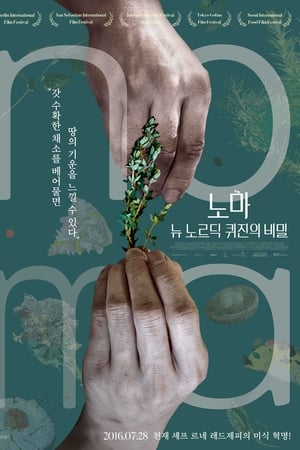 San Sebastian International
Film Festival
International
Film Festival
Tokyo Gohan
Film Festival
Seoul International
Food Film Festival
no
ma
갓 수확한 채소를 베어물면
땅의 기운을 느낄 수 있다.
노마
뉴 노르딕 퀴진의 비밀
2016.07.28 천재 셰프 르네 레드제피의 미식 혁명!